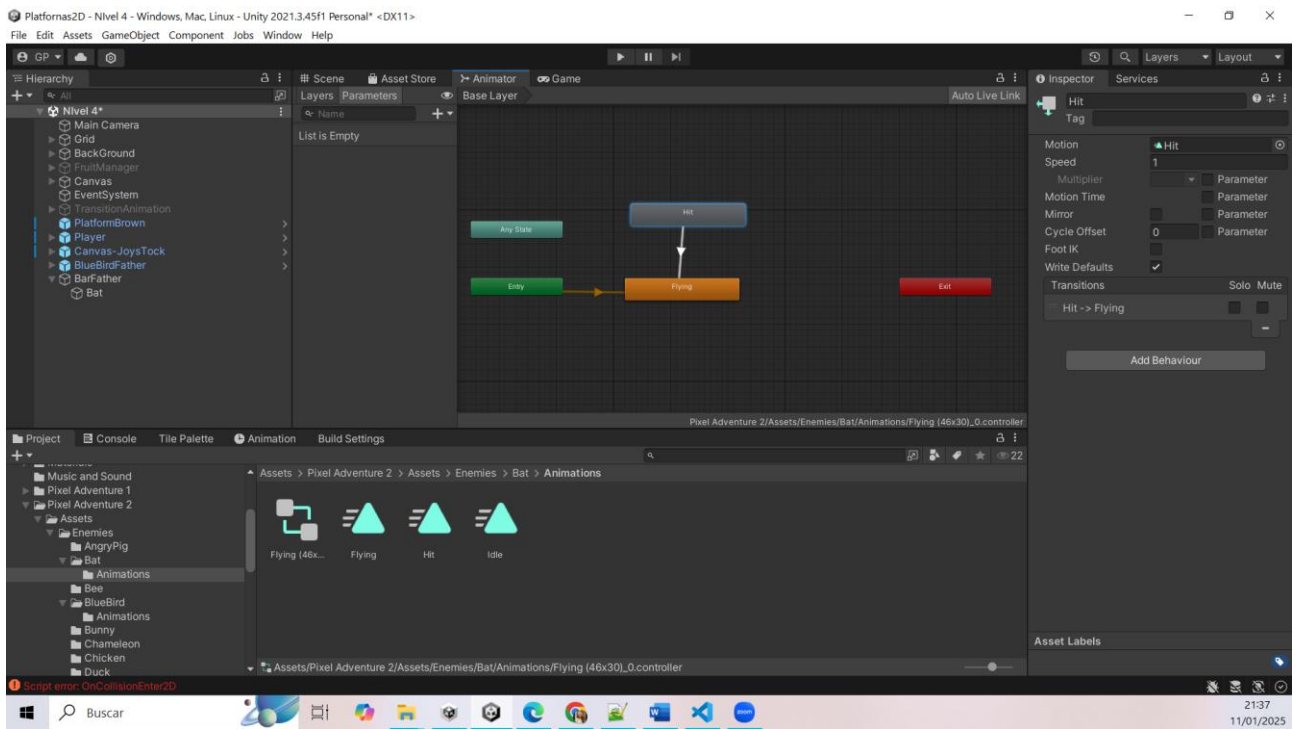 Platfornas2D - NIvel 4 - Windows, Mac, Linux - Unity 2021.3.45f1 Personal* <DX11>
File Edit Assets GameObject Component Jobs Window Help
GP Layers Layout
Hierarchy
All
NIvel 4*
Main Camera
Grid
BackGround
FruitManager
Canvas
EventSystem
TransitionAnimation
PlatformBrown
Player
Canvas-JoysTock
BlueBirdFather
BarFather
Bat
Scene Asset Store Animator Game
Layers Parameters Base Layer Auto Live Link
Name
List is Empty
Hit
Any State
Entry Flying Exit
Pixel Adventure 2/Assets/Enemies/Bat/Animations/Flying (46x30)_0.controller
Inspector Services
Hit
Tag
Motion Hit
Speed 1
Multiplier Parameter
Motion Time Parameter
Mirror Parameter
Cycle Offset 0 Parameter
Foot IK
Write Defaults
Transitions Solo Mute
Hit -> Flying
Add Behaviour
Asset Labels
Project Console Tile Palette Animation Build Settings
22
Music and Sound
Pixel Adventure 1
Pixel Adventure 2
Assets
Enemies
AngryPig
Bat
Animations
Bee
BlueBird
Animations
Bunny
Chameleon
Chicken
Duck
Assets > Pixel Adventure 2 > Assets > Enemies > Bat > Animations
Flying (46x... Flying Hit Idle
Assets/Pixel Adventure 2/Assets/Enemies/Bat/Animations/Flying (46x30)_0.controller
Script error: OnCollisionEnter2D
Buscar
zoom
21:37
11/01/2025